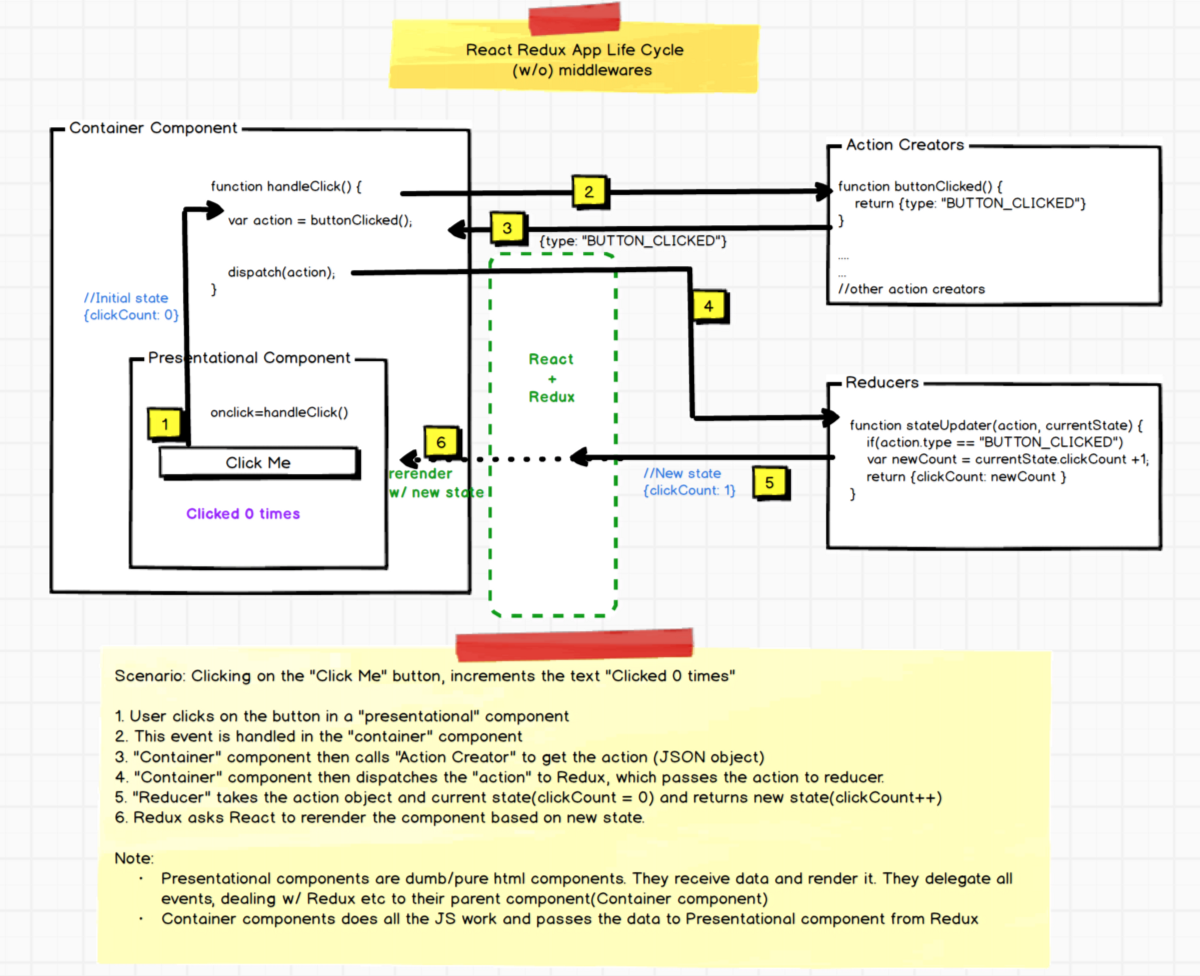 React Redux App Life Cycle
(w/o) middlewares
Container Component
function handleClick() {
var action = buttonClicked();
dispatch(action);
}
//Initial state
{clickCount: 0}
Presentational Component
1
onclick=handleClick()
Click Me
Clicked 0 times
2
3
{type: "BUTTON_CLICKED"}
4
React
+
Redux
6
rerender
w/ new state
//New state
{clickCount: 1}
5
Action Creators
function buttonClicked() {
return {type: "BUTTON_CLICKED"}
}
....
...
//other action creators
Reducers
function stateUpdater(action, currentState) {
if(action.type == "BUTTON_CLICKED")
var newCount = currentState.clickCount +1;
return {clickCount: newCount }
}
Scenario: Clicking on the "Click Me" button, increments the text "Clicked 0 times"
1. User clicks on the button in a "presentational" component
2. This event is handled in the "container" component
3. "Container" component then calls "Action Creator" to get the action (JSON object)
4. "Container" component then dispatches the "action" to Redux, which passes the action to reducer.
5. "Reducer" takes the action object and current state(clickCount = 0) and returns new state(clickCount++)
6. Redux asks React to rerender the component based on new state.
Note:
· Presentational components are dumb/pure html components. They receive data and render it. They delegate all
events, dealing w/ Redux etc to their parent component(Container component)
· Container components does all the JS work and passes the data to Presentational component from Redux